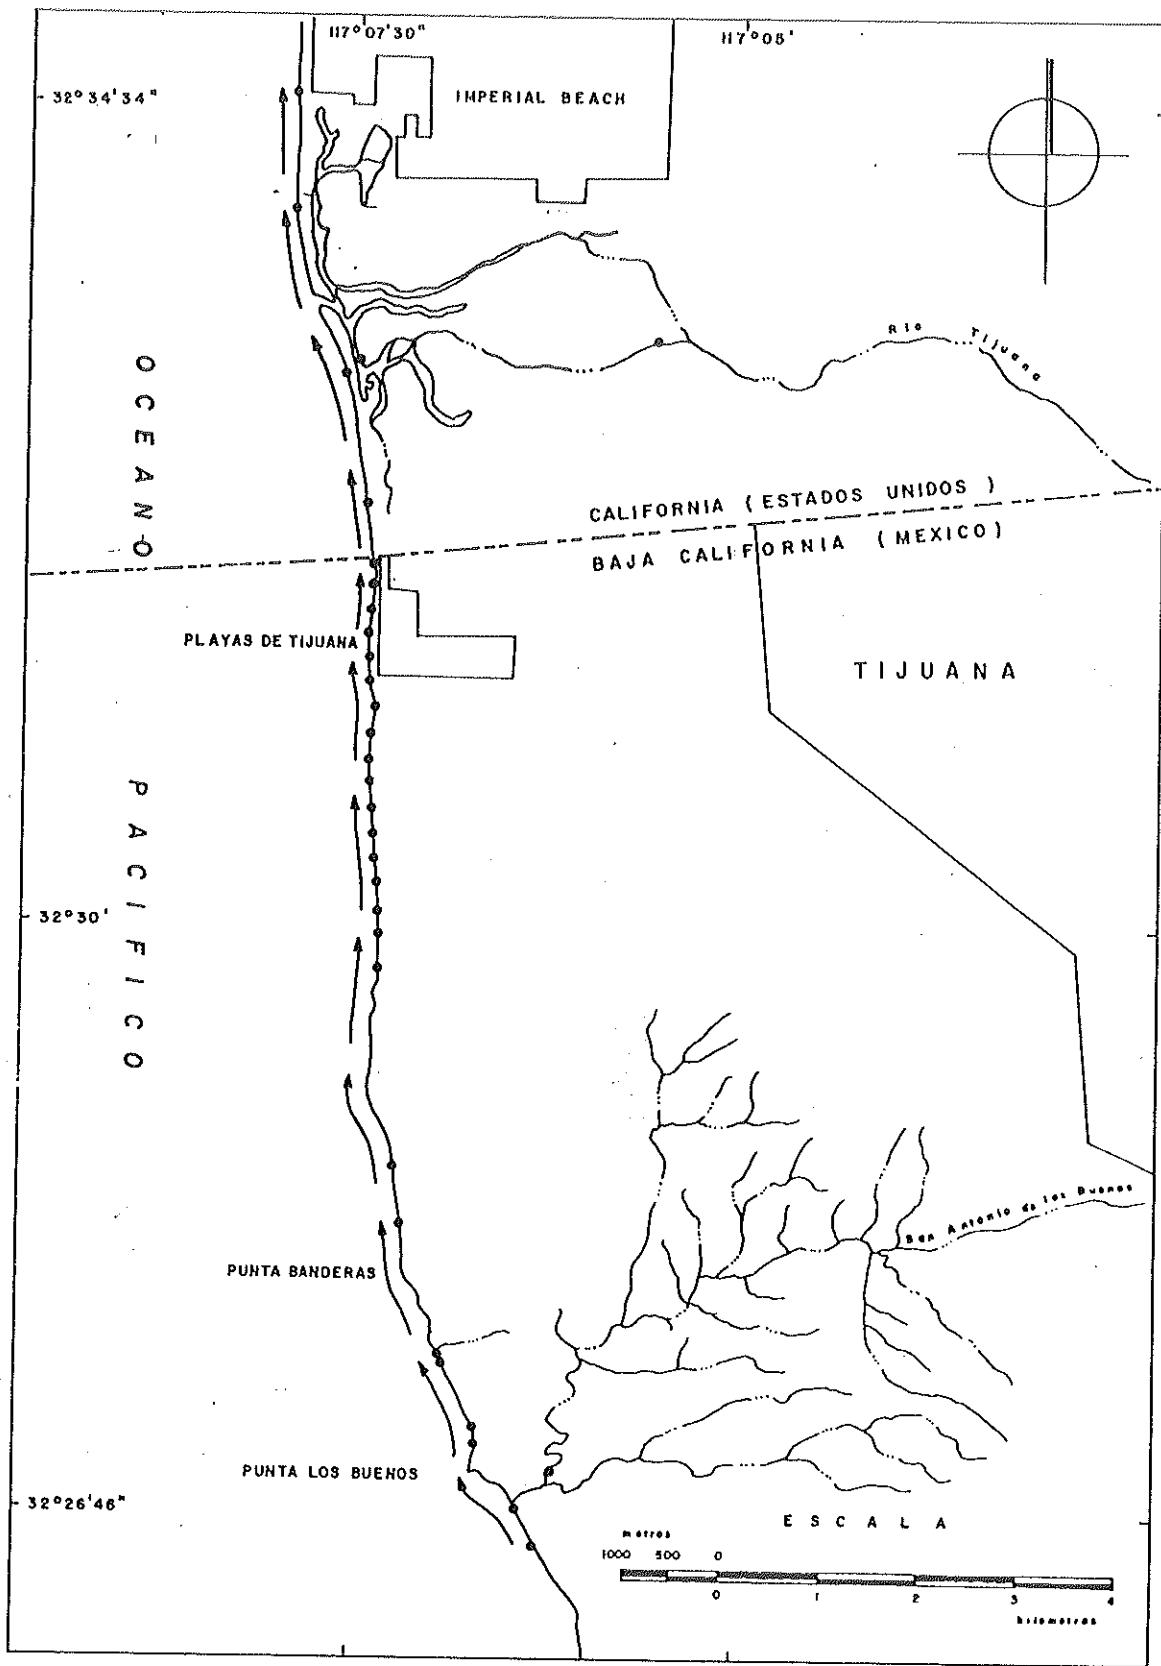 117°07'30"
117°05'
32°34'34"
IMPERIAL BEACH
Rio Tijuana
OCEANO
CALIFORNIA (ESTADOS UNIDOS)
BAJA CALIFORNIA (MEXICO)
PLAYAS DE TIJUANA
TIJUANA
PACIFICO
32°30'
San Antonio de los Buenos
PUNTA BANDERAS
PUNTA LOS BUENOS
32°26'46"
ESCALA
metros
1000 500 0
0 1 2 3 4
kilometros